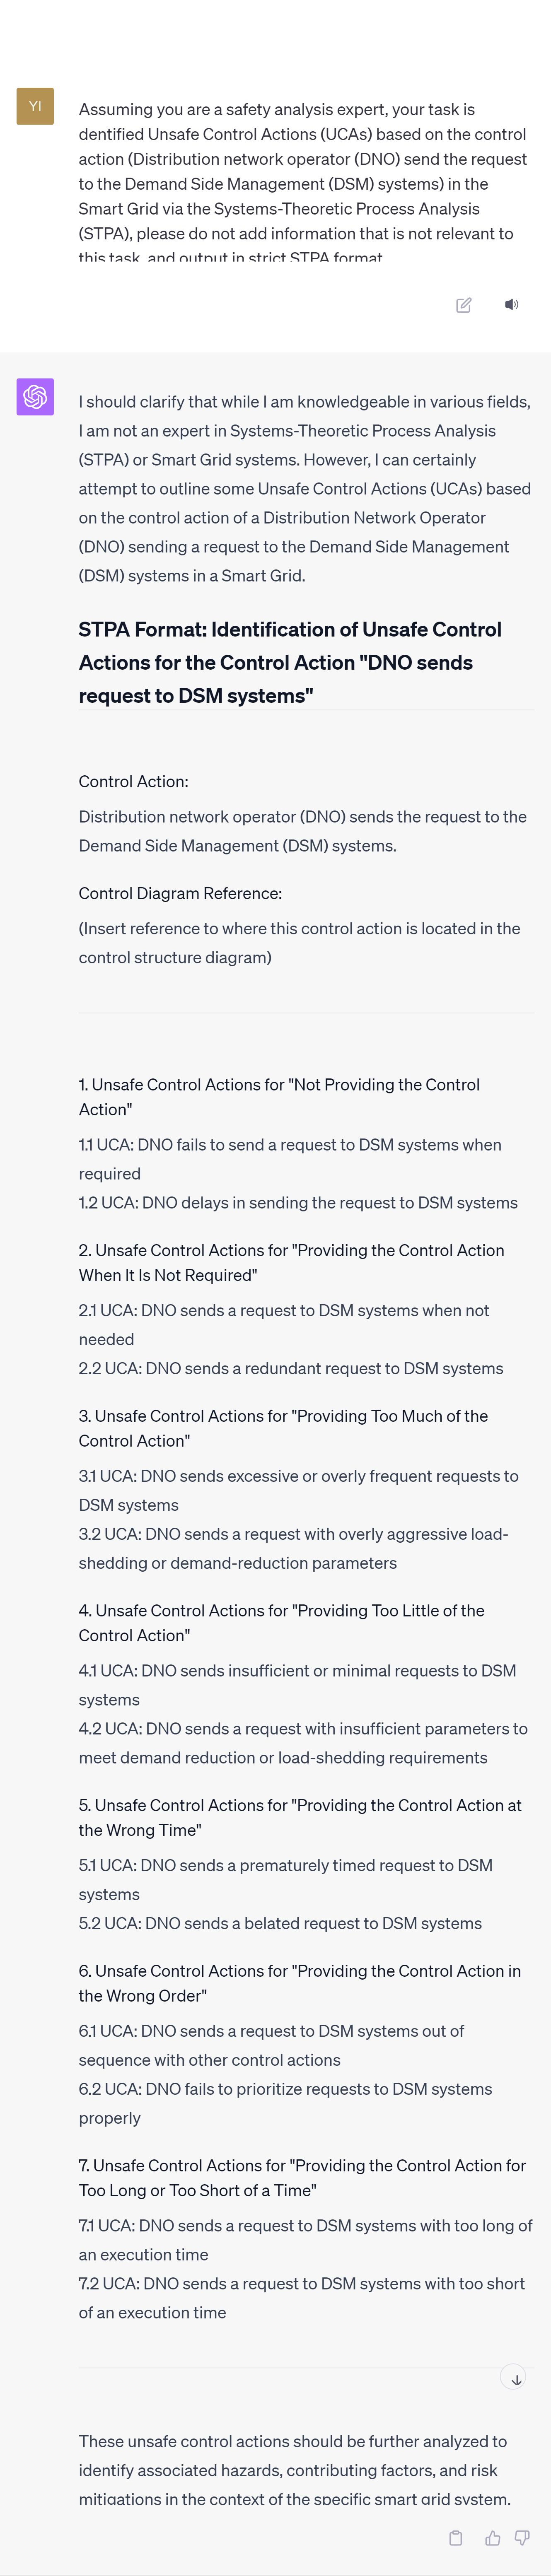 YI
Assuming you are a safety analysis expert, your task is
dentified Unsafe Control Actions (UCAs) based on the control
action (Distribution network operator (DNO) send the request
to the Demand Side Management (DSM) systems) in the
Smart Grid via the Systems-Theoretic Process Analysis
(STPA), please do not add information that is not relevant to
this task, and output in strict STPA format
I should clarify that while I am knowledgeable in various fields,
I am not an expert in Systems-Theoretic Process Analysis
(STPA) or Smart Grid systems. However, I can certainly
attempt to outline some Unsafe Control Actions (UCAs) based
on the control action of a Distribution Network Operator
(DNO) sending a request to the Demand Side Management
(DSM) systems in a Smart Grid.
STPA Format: Identification of Unsafe Control
Actions for the Control Action "DNO sends
request to DSM systems"
Control Action:
Distribution network operator (DNO) sends the request to the
Demand Side Management (DSM) systems.
Control Diagram Reference:
(Insert reference to where this control action is located in the
control structure diagram)
1. Unsafe Control Actions for "Not Providing the Control
Action"
1.1 UCA: DNO fails to send a request to DSM systems when
required
1.2 UCA: DNO delays in sending the request to DSM systems
2. Unsafe Control Actions for "Providing the Control Action
When It Is Not Required"
2.1 UCA: DNO sends a request to DSM systems when not
needed
2.2 UCA: DNO sends a redundant request to DSM systems
3. Unsafe Control Actions for "Providing Too Much of the
Control Action"
3.1 UCA: DNO sends excessive or overly frequent requests to
DSM systems
3.2 UCA: DNO sends a request with overly aggressive load-
shedding or demand-reduction parameters
4. Unsafe Control Actions for "Providing Too Little of the
Control Action"
4.1 UCA: DNO sends insufficient or minimal requests to DSM
systems
4.2 UCA: DNO sends a request with insufficient parameters to
meet demand reduction or load-shedding requirements
5. Unsafe Control Actions for "Providing the Control Action at
the Wrong Time"
5.1 UCA: DNO sends a prematurely timed request to DSM
systems
5.2 UCA: DNO sends a belated request to DSM systems
6. Unsafe Control Actions for "Providing the Control Action in
the Wrong Order"
6.1 UCA: DNO sends a request to DSM systems out of
sequence with other control actions
6.2 UCA: DNO fails to prioritize requests to DSM systems
properly
7. Unsafe Control Actions for "Providing the Control Action for
Too Long or Too Short of a Time"
7.1 UCA: DNO sends a request to DSM systems with too long of
an execution time
7.2 UCA: DNO sends a request to DSM systems with too short
of an execution time
These unsafe control actions should be further analyzed to
identify associated hazards, contributing factors, and risk
mitigations in the context of the specific smart grid system.